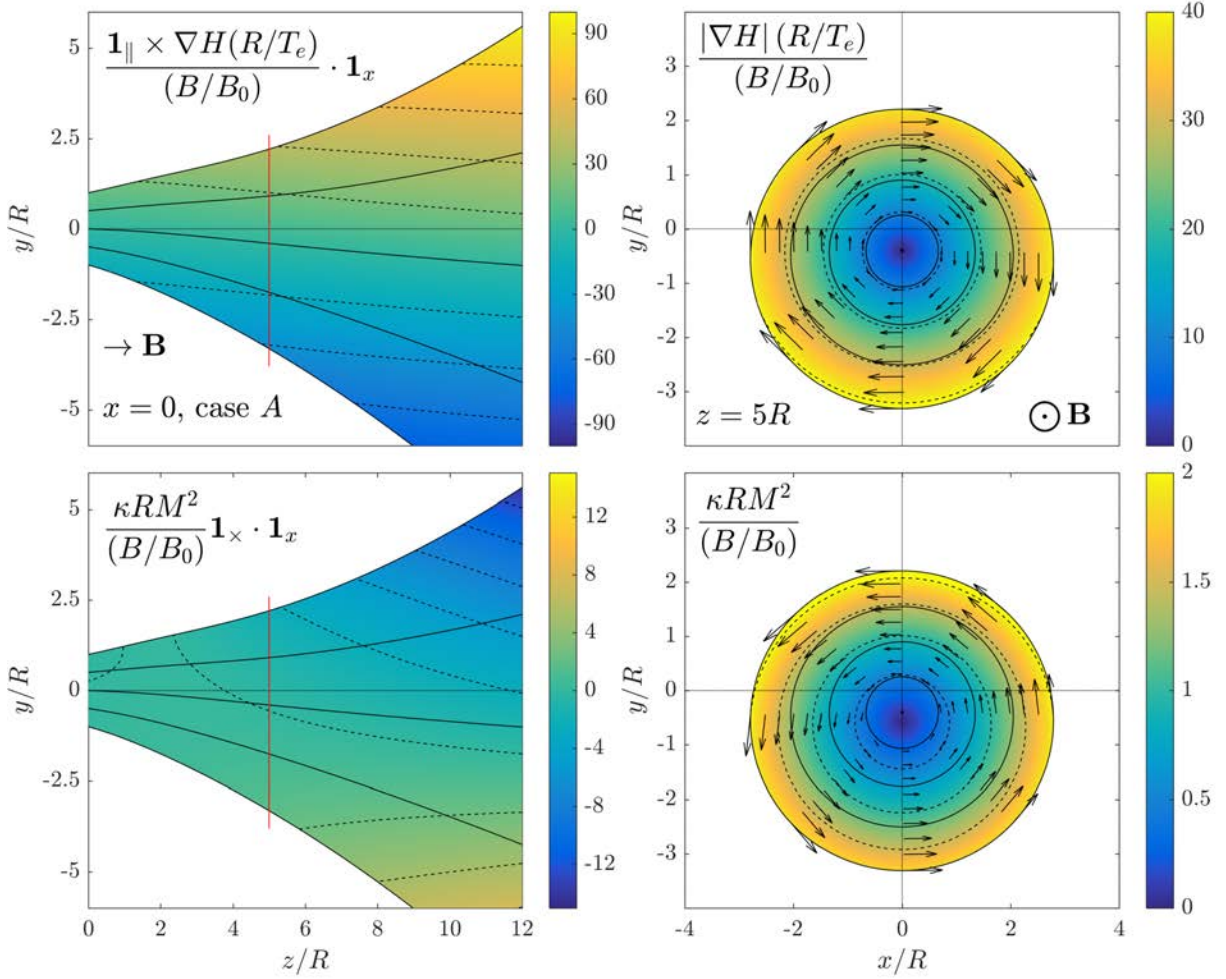 𝟏∥ × ∇H(R/Tₑ)
(B/B₀)
· 𝟏ₓ
→ B
x = 0, case A
y/R
5
2.5
0
-2.5
-5
90
60
30
0
-30
-60
-90
|∇H| (R/Tₑ)
(B/B₀)
z = 5R
⊙ B
y/R
3
2
1
0
-1
-2
-3
40
30
20
10
0
κRM²
(B/B₀)
𝟏× · 𝟏ₓ
y/R
5
2.5
0
-2.5
-5
0 2 4 6 8 10 12
z/R
12
8
4
0
-4
-8
-12
κRM²
(B/B₀)
y/R
3
2
1
0
-1
-2
-3
-4 -2 0 2 4
x/R
2
1.5
1
0.5
0